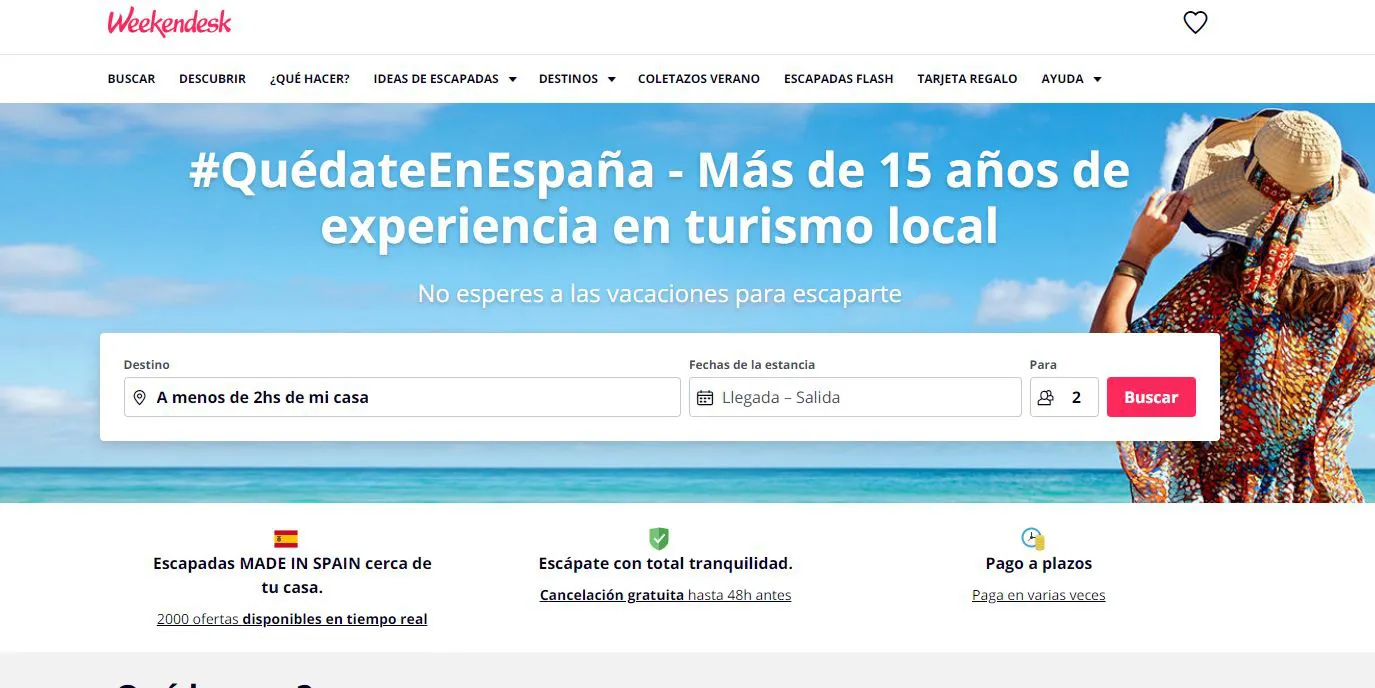 Weekendesk
BUSCAR DESCUBRIR ¿QUÉ HACER? IDEAS DE ESCAPADAS DESTINOS COLETAZOS VERANO ESCAPADAS FLASH TARJETA REGALO AYUDA
#QuédateEnEspaña - Más de 15 años de
experiencia en turismo local
No esperes a las vacaciones para escaparte
Destino Fechas de la estancia Para
A menos de 2hs de mi casa Llegada – Salida 2 Buscar
Escapadas MADE IN SPAIN cerca de
tu casa.
2000 ofertas disponibles en tiempo real
Escápate con total tranquilidad.
Cancelación gratuita hasta 48h antes
Pago a plazos
Paga en varias veces